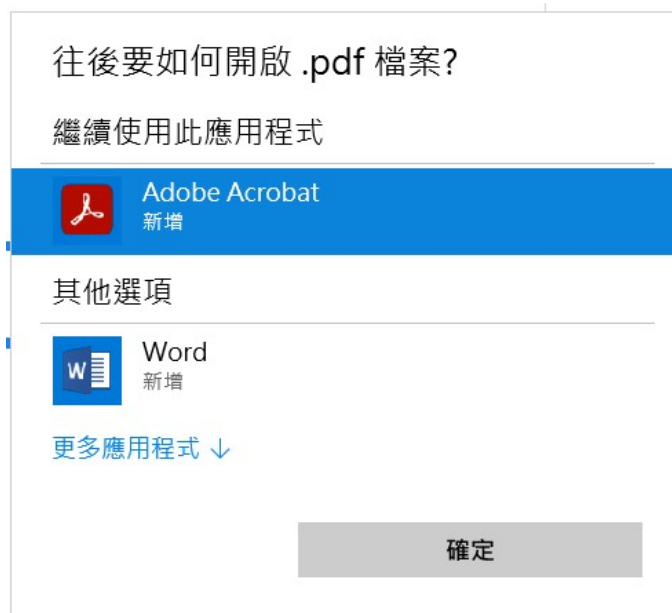 往後要如何開啟 .pdf 檔案?
繼續使用此應用程式
Adobe Acrobat
新增
其他選項
W
Word
新增
更多應用程式 ↓
確定